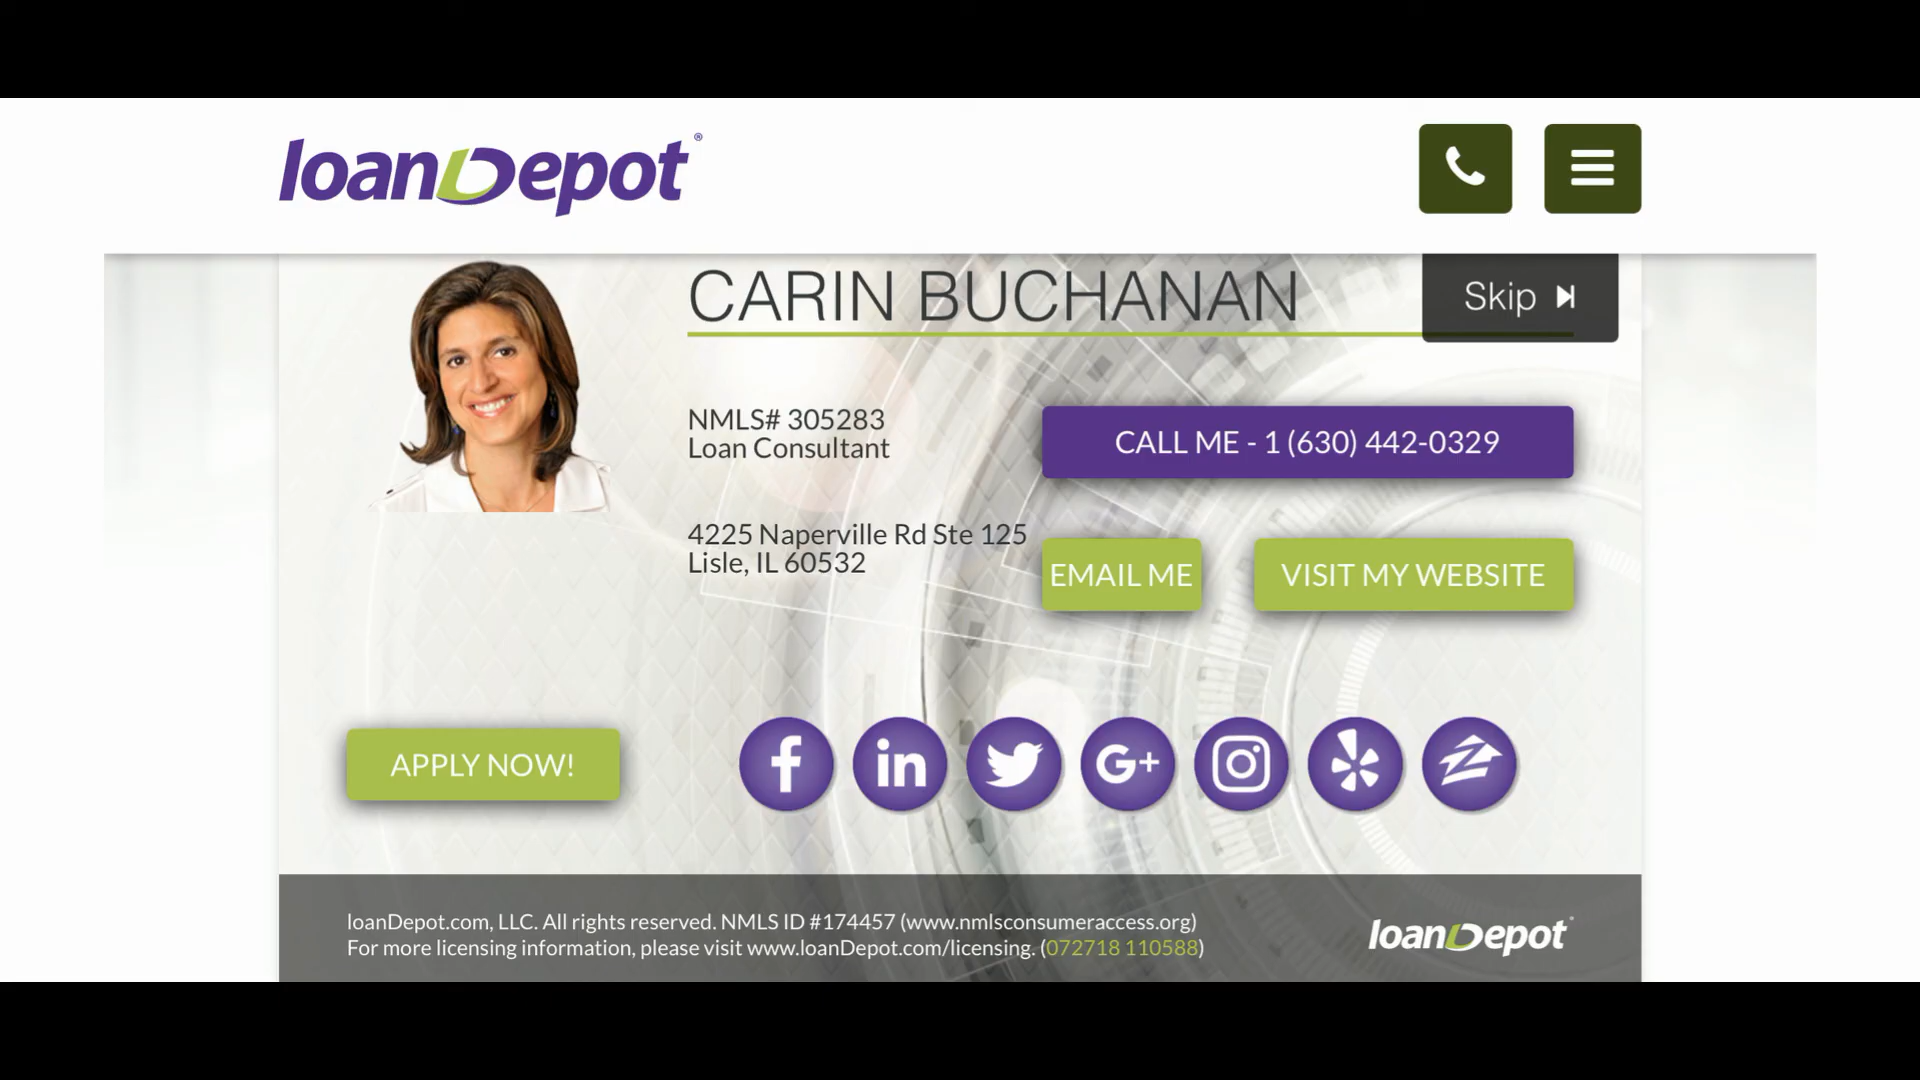 loanDepot®
CARIN BUCHANAN
Skip
NMLS# 305283
Loan Consultant
CALL ME - 1 (630) 442-0329
4225 Naperville Rd Ste 125
Lisle, IL 60532
EMAIL ME
VISIT MY WEBSITE
APPLY NOW!
f in G+
loanDepot.com, LLC. All rights reserved. NMLS ID #174457 (www.nmlsconsumeraccess.org)
For more licensing information, please visit www.loanDepot.com/licensing. (072718 110588)
loanDepot